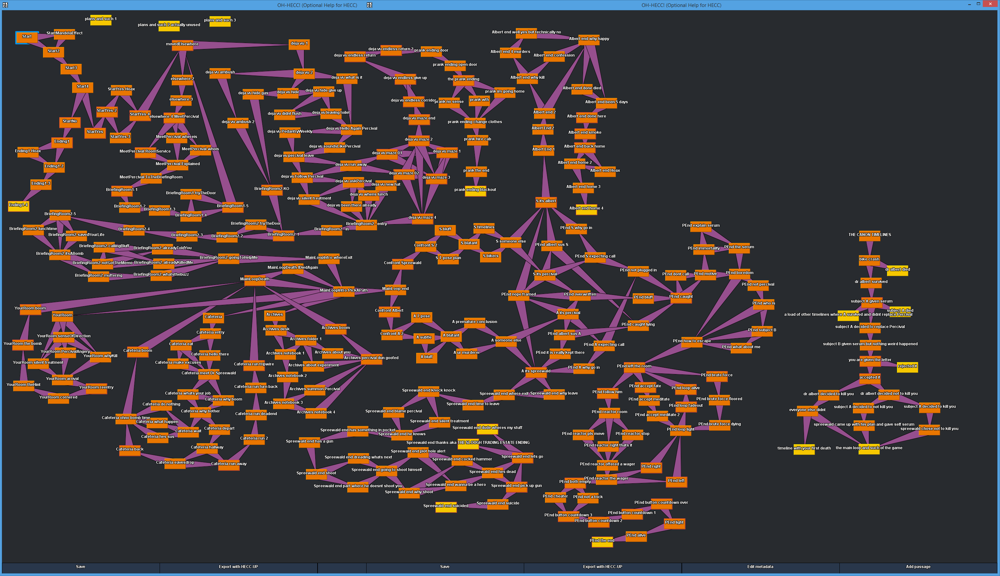 OH-HECC! (Optional Help for HECC)
OH-HECC! (Optional Help for HECC)
plans and such 1
plans and such 2 actually unused
plans and such 3
Start
StartMandelaEffect
Start2
Start3
Start4
StartYes-Hoax
StartYes-2
StartYes-4
StartNo
StartYes
StartYes-3
Ending1
Ending1-Hoax
Ending1-2
Ending1-3
Ending1-4
movedElsewhere
elsewhere-2
elsewhere-3
elsewhere-4-MeetPercival
MeetPercival-whereis
MeetPercival-RoomService
MeetPercival-whois
MeetPercival-Explained
MeetPercival-ToTheBriefingRoom
BriefingRoom1-1
BriefingRoom1-tryTheDoor
BriefingRoom1-2
BriefingRoom1-3
BriefingRoom1-4
BriefingRoom1-5
deja vu-1
deja vu ambush
deja vu-2
deja vu what is it
deja vu hide gas
deja vu hide
deja vu hide give up
deja vu didnt flush
deja vu leaving toilet
deja vu ambush 2
deja vu PedantryWeekly
deja vu Hello Again Percival
deja vu soundsLikePercival
deja vu percival leave
deja vu run away
deja vu Follow Percival
deja vu askPercival
deja vu new hat
deja vu silent treatment
deja vu whens lunch
deja vu been there already
BriefingRoom2-KO
deja vu endless return
deja vu endless return 2
deja vu endless give up
deja vu endless corridor
deja vu maze end
deja vu maze 2
deja vu maze 01
deja vu maze 1
deja vu maze 02
deja vu maze 3
deja vu maze 4
prank ending door
prank ending open door
the prank ending
prank im going home
prank no sense
prank wth
prank ending change clothes
prank hire cab
prank the end
prank ending blackout
Albert end well yes but technically no
Albert end why happy
Albert end 4 murders
Albert end confession
Albert end why kill
Albert end done died
Albert end been 5 days
Albert end 2
Albert end done here
Albert End 2
Albert end smoke
Albert End 1
Albert end back home
Albert end home 2
Albert end Hoax
Albert end home 3
Albert end home 4
BriefingRoom2-5
BriefingRoom2-lunchtime
BriefingRoom2-savedYourLife
BriefingRoom2-4
BriefingRoom2-3
BriefingRoom2-2
BriefingRoom2-tryTheDoor
BriefingRoom2-1
BriefingRoom2 - in
BriefingRoom2 - entry
BriefingRoom2-itsABomb
BriefingRoom2-callingBluff
BriefingRoom2-alreadyToldYou
BriefingRoom2-notGotTheMemo
BriefingRoom2-alreadyKilledMe
BriefingRoom2-goingToHelpMe
BriefingRoom2-muttering
BriefingRoom2-whatsthebuzz
MainLoopIntro-whereExit
MainLoopDeath-IDiedAgain
MainLoopDeath
MainLoopIntro-PickAPath
MainLoop-end
S its albert
S bluff
S timelines
Confront S 2
S blatant
S someone else
S T-pose plan
S bikers
Confront Spreewald
S its percival
PEnd S why go in
PEnd albert sus S
PEnd S expecting call
PEnd not plugged in
PEnd nope framed
PEnd overwritten
PEnd bluff
PEnd caught
PEnd explain serum
PEnd immortality
PEnd the serum
PEnd dont call
PEnd motive
PEnd boredom
PEnd not percival
PEnd who is
PEnd subject B
PEnd how to escape
PEnd what about me
PEnd caught lying
Confront Albert
Confront A 2
A T-pose
A subtle
A blatant
A bluff
A premature conclusion
A ur murderer
A someone else
A its percival
PEnd albert sus A
PEnd A expecting call
PEnd it is really kept there
PEnd A why go in
A its spreewald
YourRoom boom
YourRoom
YourRoom senseOfDirection
YourRoom the bomb
YourRoom PercivalAngery
YourRoom whyKill
YourRoom silent treatment
YourRoom arrival
YourRoom theHint
YourRoom reentry
YourRoom cornered
Cafeteria
Cafeteria entry
Cafeteria eat
Cafeteria boom
Cafeteria hello there
Cafeteria make excuses
Cafeteria meet Dr Spreewald
Cafeteria whats your job
Cafeteria why boom
Cafeteria do nothing
Cafeteria why bother
Cafeteria ohno bomb time
Cafeteria what happen
Cafeteria wait
Cafeteria depart
Cafeteria hes sus
Cafeteria back
Cafeteria hallway
Cafeteria eavesdrop
Cafeteria run away
Cafeteria run tripwire
Cafeteria run turn back
Cafeteria run deadend
Cafeteria run 2
Archives
Archives desk
Archives boom
Archives folder 1
Archives notebook 1
Archives about you
Archives percival dun goofed
Archives about experiment
Archives notebook 2
Archives summon Percival
Archives notebook 3
Archives notebook 4
Spreewald end knock knock
Spreewald end where exit
Spreewald end why leave
Spreewald end time to leave
Spreewald end blame percival
Spreewald end silent treatment
Spreewald end dude wheres my stuff
Spreewald end has something in pocket
Spreewald end he knows
Spreewald end has a gun
Spreewald end thanks aka THE SLOUGH TRADING ESTATE ENDING
Spreewald end plot hole alert
Spreewald end dreading whats next
Spreewald end cocked hammer
Spreewald end lets go
Spreewald end shoot
Spreewald end going to shoot himself
Spreewald end hes dead
Spreewald end part where he doesnt shoot you
Spreewald end wanna be a hero
Spreewald end pick up gun
Spreewald end why shoot
Spreewald end suicided
Spreewald end suicide
PEnd left the room
PEnd brute force
PEnd accept fate
PEnd loop alive
PEnd follow him
PEnd accept meditate
PEnd brute force floored
PEnd loop fadeout
PEnd reactor room
PEnd accept meditate 2
PEnd brute force dying
PEnd loop light
PEnd reactor pls move
PEnd reactor stop
PEnd reactor right thats it
PEnd reactor offered a wager
PEnd right
PEnd reactor the wager
PEnd left
PEnd both empty
PEnd cheater
PEnd not a trick
PEnd button countdown over
PEnd button countdown 1
PEnd button countdown 3
PEnd button countdown 2
PEnd light
PEnd alive
PEnd the end
THE CANON TIMELINES
bike crash
dr albert died
dr albert survived
subject A given serum
subject A died
a load of other timelines where A survived and didnt replace Percival
subject A decided to replace Percival
subject B given serum but nothing weird happened
you are given the letter
rejected it
accepted it
dr albert decided to kill you
dr albert decided not to kill you
everyone else didnt
subject A decided to not kill you
subject A decided to kill you
spreewald came up with his plan and gave self serum
spreewald chose not to kill you
timeline with your first death
the main loop and such of the game
Save
Export with HECC-UP
Save
Export with HECC-UP
Edit metadata
Add passage